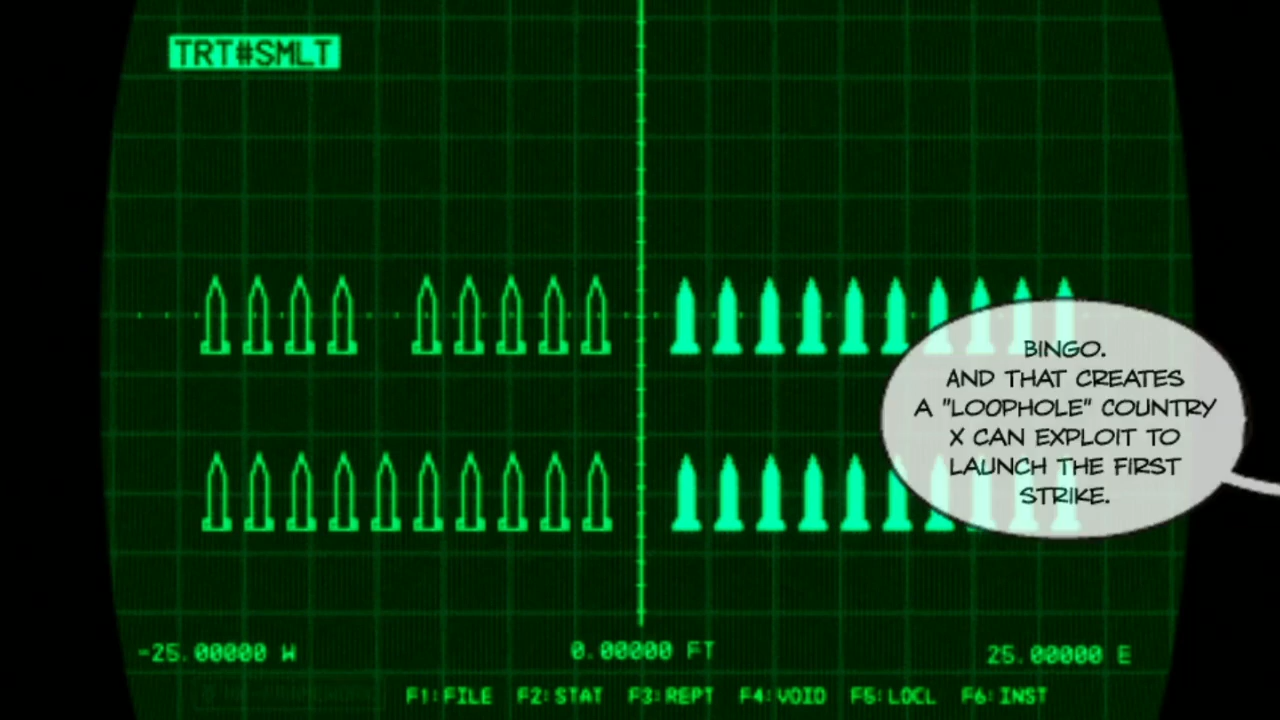 TRT#SMLT
BINGO.
AND THAT CREATES
A "LOOPHOLE" COUNTRY
X CAN EXPLOIT TO
LAUNCH THE FIRST
STRIKE.
-25.00000 W 0.00000 FT 25.00000 E
F1:FILE F2:STAT F3:REPT F4:VOID F5:LOCL F6:INST